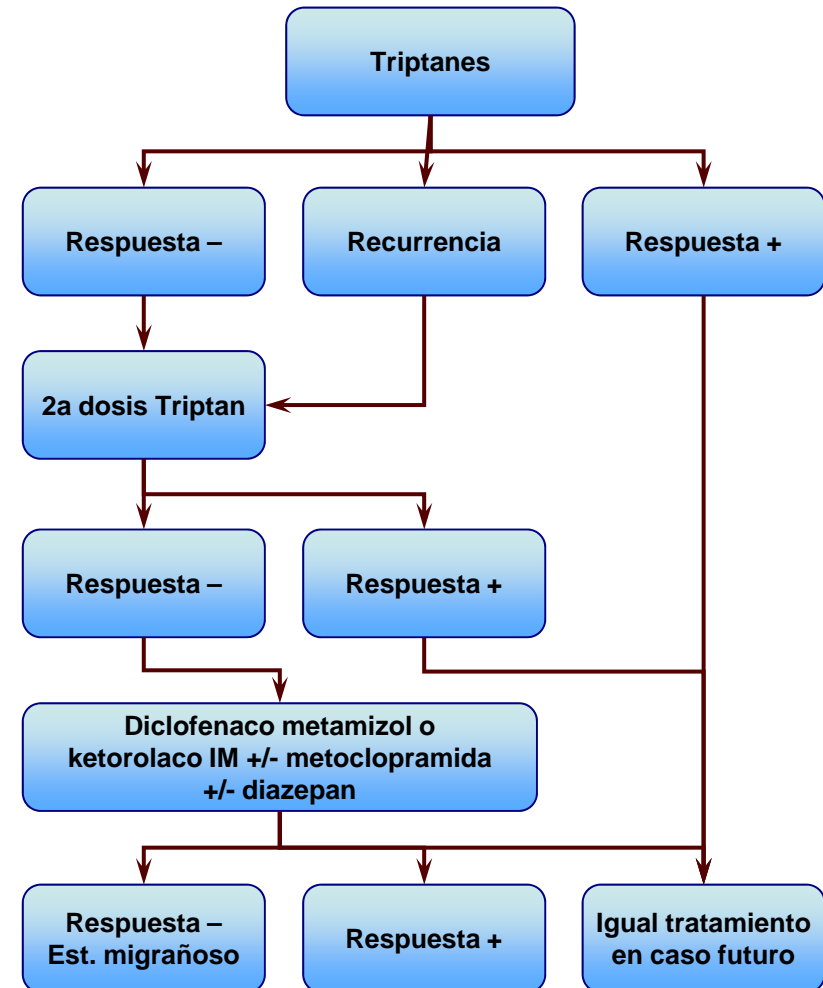 Triptanes
Respuesta –
Recurrencia
Respuesta +
2a dosis Triptan
Respuesta –
Respuesta +
Diclofenaco metamizol o
ketorolaco IM +/- metoclopramida
+/- diazepan
Respuesta –
Est. migrañoso
Respuesta +
Igual tratamiento
en caso futuro